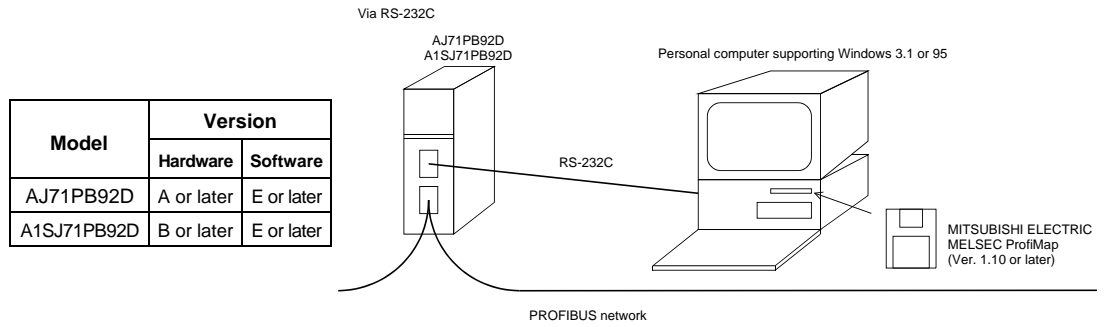 Via RS-232C
AJ71PB92D
A1SJ71PB92D
Personal computer supporting Windows 3.1 or 95
Model
Version
Hardware Software
AJ71PB92D A or later E or later
A1SJ71PB92D B or later E or later
RS-232C
MITSUBISHI ELECTRIC
MELSEC ProfiMap
(Ver. 1.10 or later)
PROFIBUS network